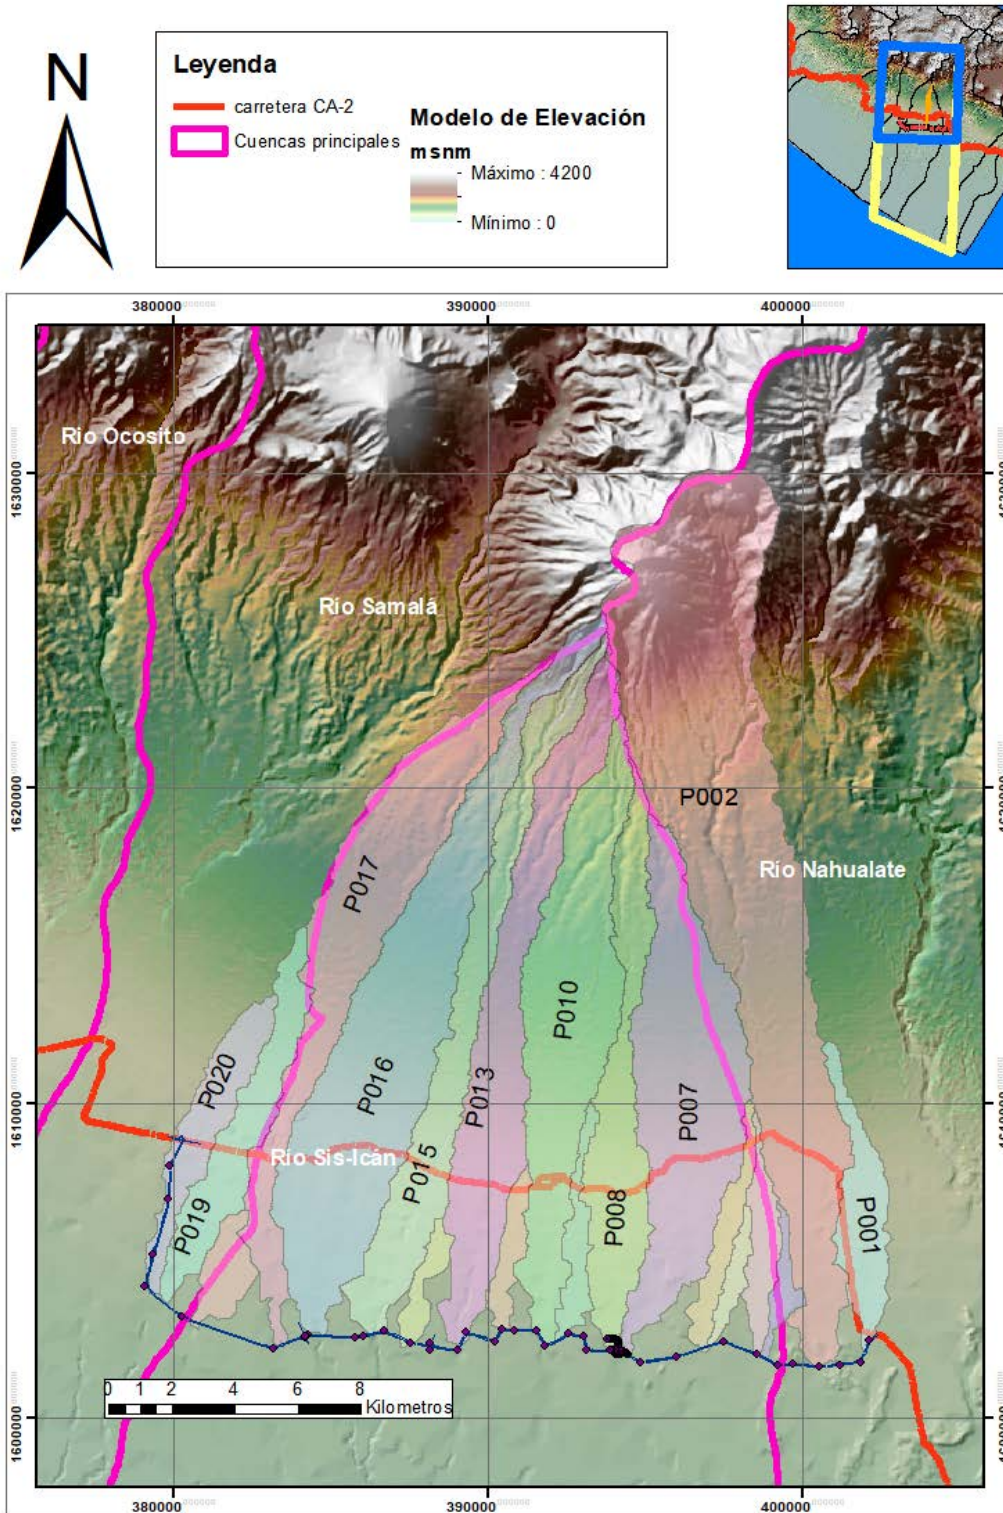 N
Leyenda
carretera CA-2
Cuencas principales
Modelo de Elevación
msnm
Máximo : 4200
Mínimo : 0
380000
390000
400000
Río Ocosito
1630000
Río Samalá
1620000
P002
P017
Río Nahualate
P010
P020
P016
P013
P007
1610000
Río Sis-Icán
P015
P019
P008
P001
0 1 2 4 6 8
Kilometros
1600000
380000
390000
400000